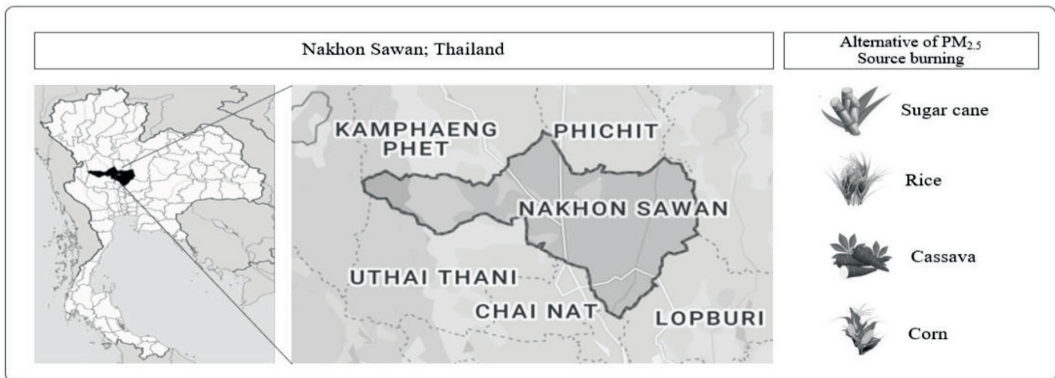 Nakhon Sawan; Thailand
Alternative of PM2.5
Source burning
KAMPHAENG
PHET
PHICHIT
NAKHON SAWAN
UTHAI THANI
CHAI NAT
LOPBURI
Sugar cane
Rice
Cassava
Corn